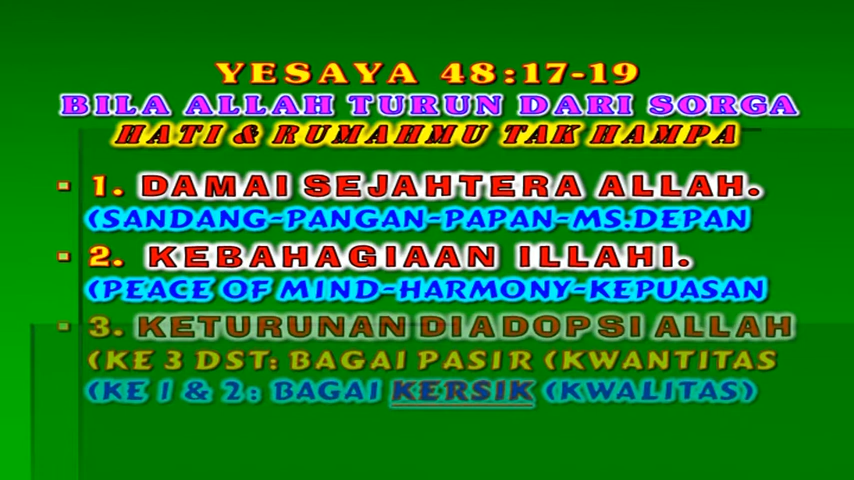 YESAYA 48:17-19
BILA ALLAH TURUN DARI SORGA
HATI & RUMAHMU TAK HAMPA
1. DAMAI SEJAHTERA ALLAH.
(SANDANG-PANGAN-PAPAN-MS.DEPAN
2. KEBAHAGIAAN ILLAHI.
(PEACE OF MIND-HARMONY-KEPUASAN
3. KETURUNAN DIADOPSI ALLAH
(KE 3 DST: BAGAI PASIR (KWANTITAS
(KE 1 & 2: BAGAI KERSIK (KWALITAS)